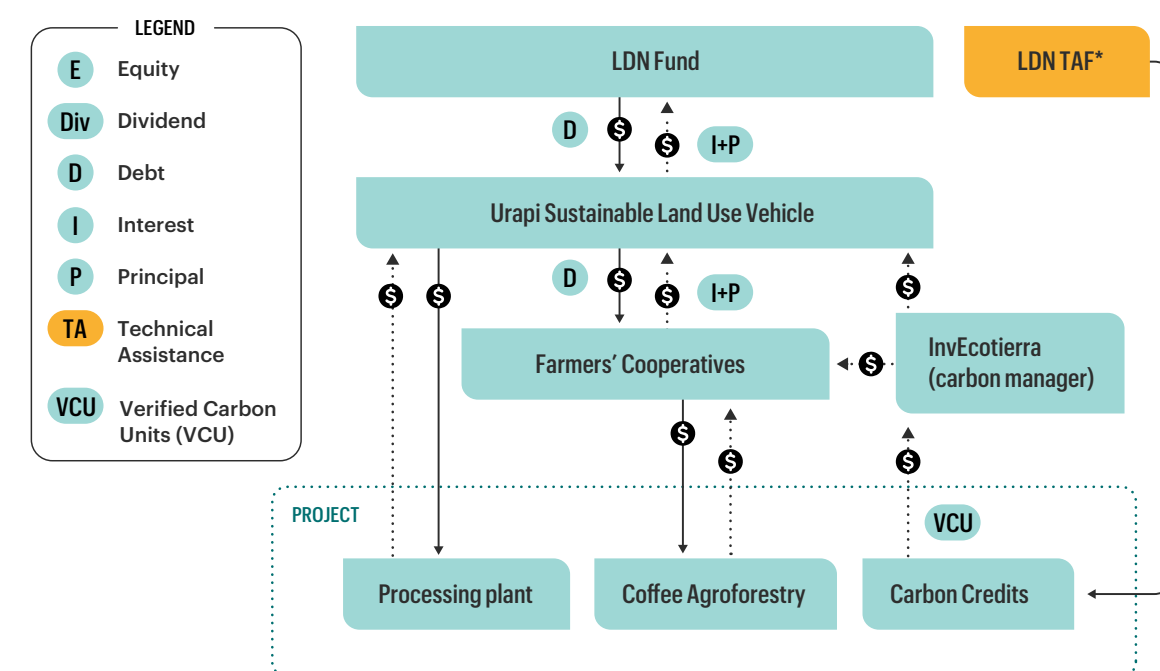 LEGEND
E Equity
Div Dividend
D Debt
I Interest
P Principal
TA Technical
Assistance
VCU Verified Carbon
Units (VCU)
LDN Fund
LDN TAF*
D $ $ I+P
Urapi Sustainable Land Use Vehicle
$ $ D $ $ I+P $
Farmers' Cooperatives
$
InvEcotierra
(carbon manager)
$ $ $
PROJECT
VCU
Processing plant
Coffee Agroforestry
Carbon Credits